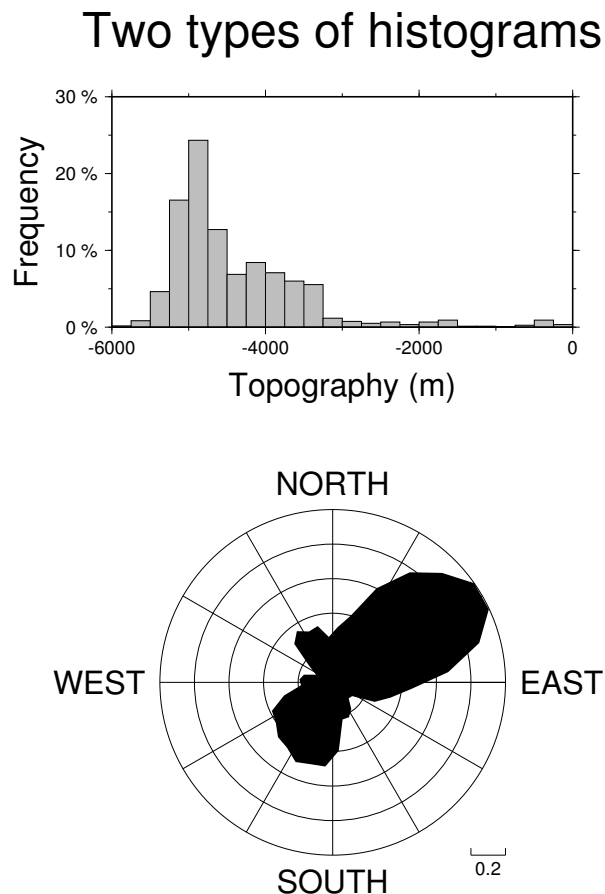 Two types of histograms
30 %
20 %
10 %
0 %
Frequency
-6000 -4000 -2000 0
Topography (m)
NORTH
WEST EAST
SOUTH
0.2